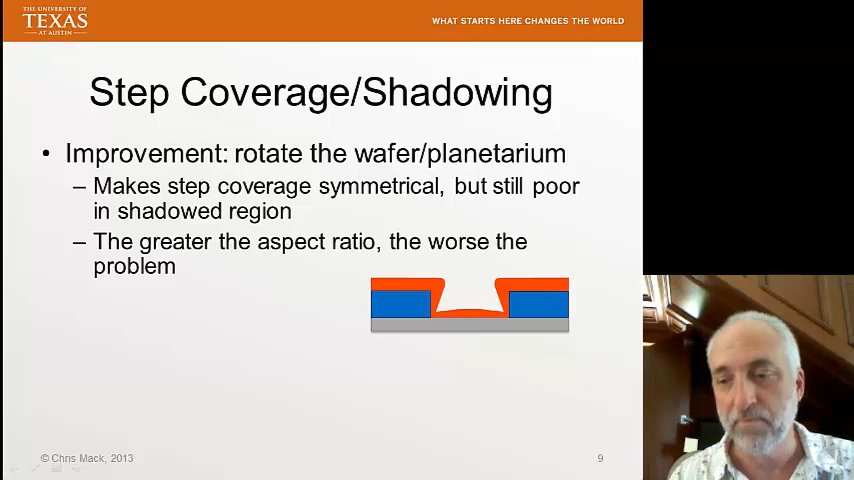 THE UNIVERSITY OF
TEXAS
AT AUSTIN
WHAT STARTS HERE CHANGES THE WORLD
Step Coverage/Shadowing
• Improvement: rotate the wafer/planetarium
– Makes step coverage symmetrical, but still poor
in shadowed region
– The greater the aspect ratio, the worse the
problem
© Chris Mack, 2013
9